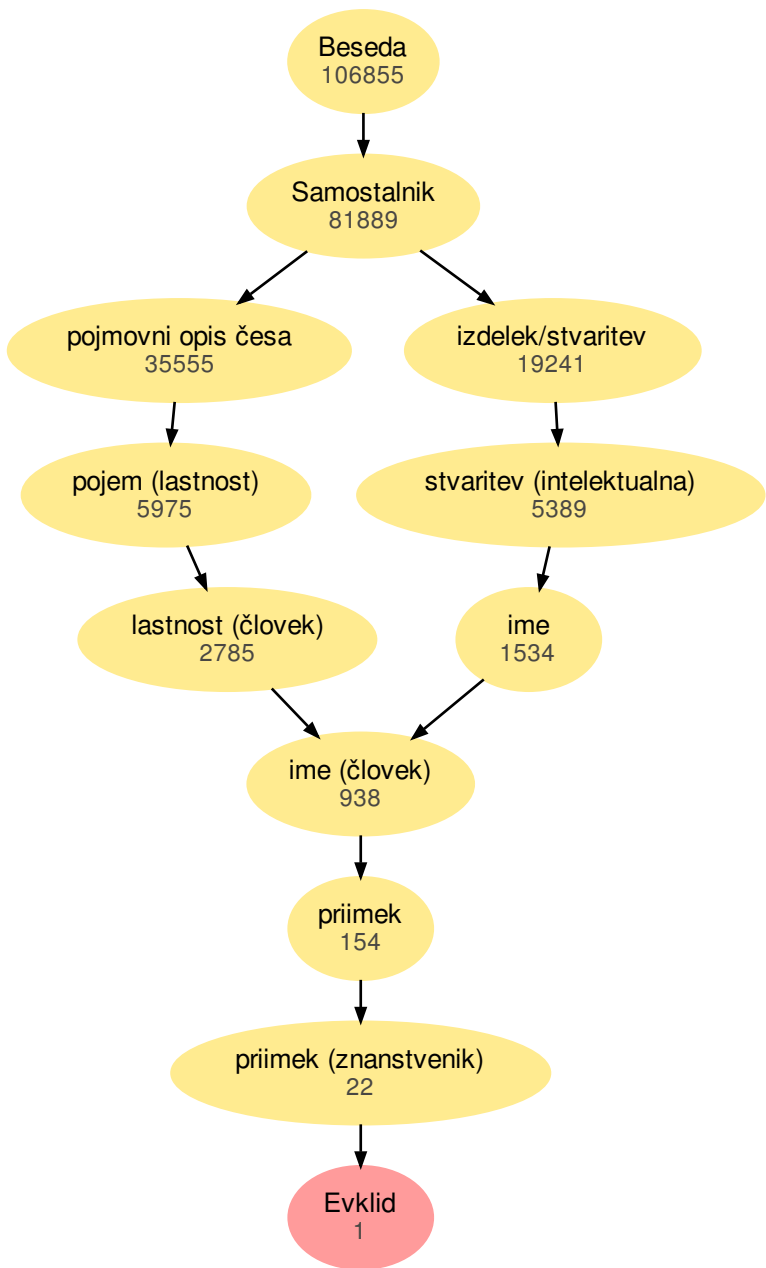 Beseda
106855
Samostalnik
81889
pojmovni opis česa
35555
izdelek/stvaritev
19241
pojem (lastnost)
5975
stvaritev (intelektualna)
5389
lastnost (človek)
2785
ime
1534
ime (človek)
938
priimek
154
priimek (znanstvenik)
22
Evklid
1